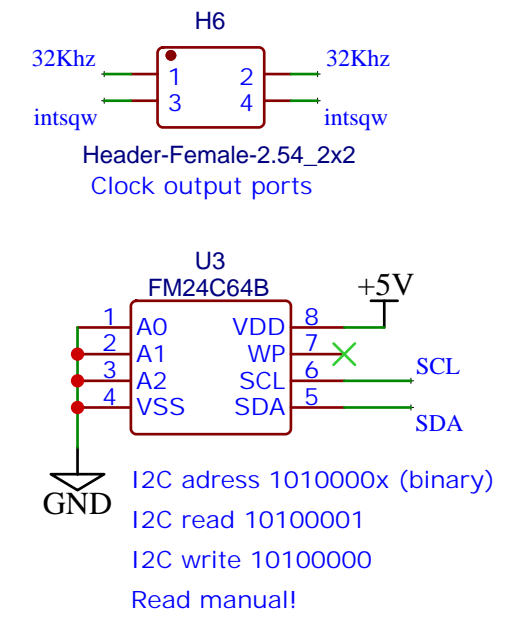 H6
32Khz 1 2 32Khz
intsqw 3 4 intsqw
Header-Female-2.54_2x2
Clock output ports
U3
FM24C64B
+5V
1 A0 VDD 8
2 A1 WP 7
3 A2 SCL 6 SCL
4 VSS SDA 5 SDA
GND
I2C adress 1010000x (binary)
I2C read 10100001
I2C write 10100000
Read manual!